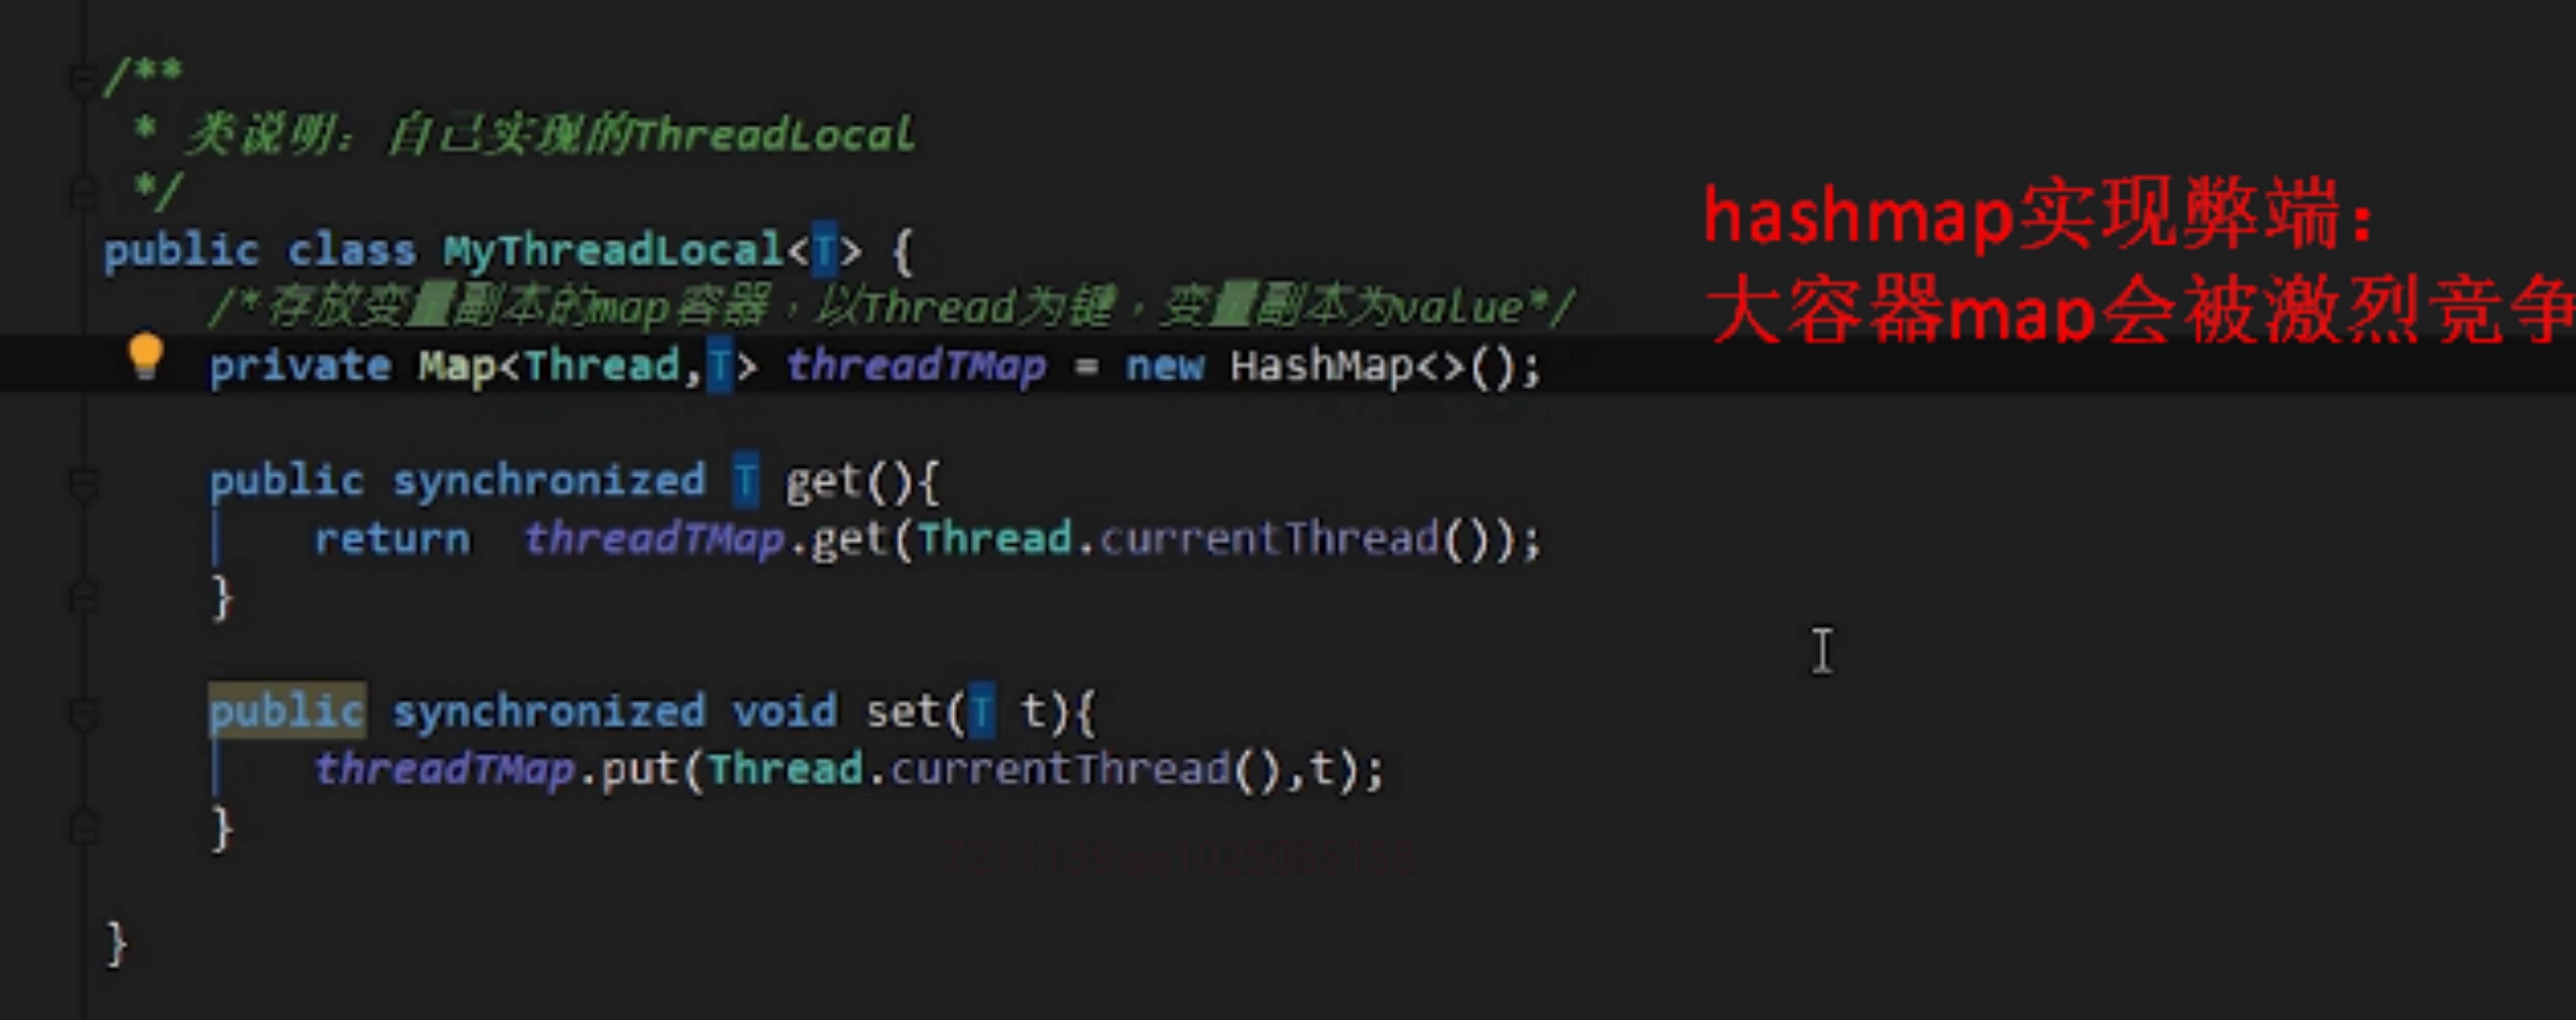 /**
* 类说明：自己实现的ThreadLocal
*/
hashmap实现弊端：
大容器map会被激烈竞争
public class MyThreadLocal<T> {
/*存放变量副本的map容器，以Thread为键，变量副本为value*/
private Map<Thread,T> threadTMap = new HashMap<>();
public synchronized T get(){
return threadTMap.get(Thread.currentThread());
}
public synchronized void set(T t){
threadTMap.put(Thread.currentThread(),t);
}
}